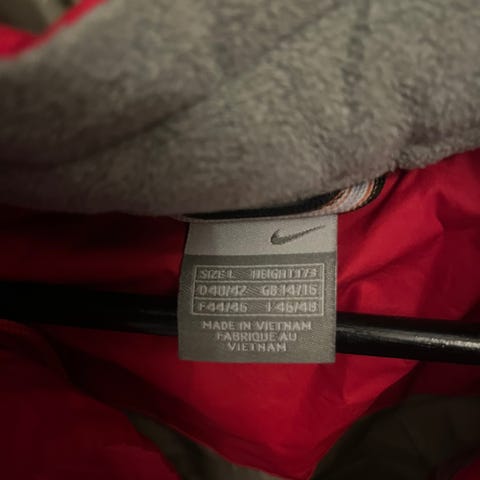 SIZE L HEIGHT 173
D 40/42 GB 14/16
F 44/46 I 46/48
MADE IN VIETNAM
FABRIQUE AU
VIETNAM